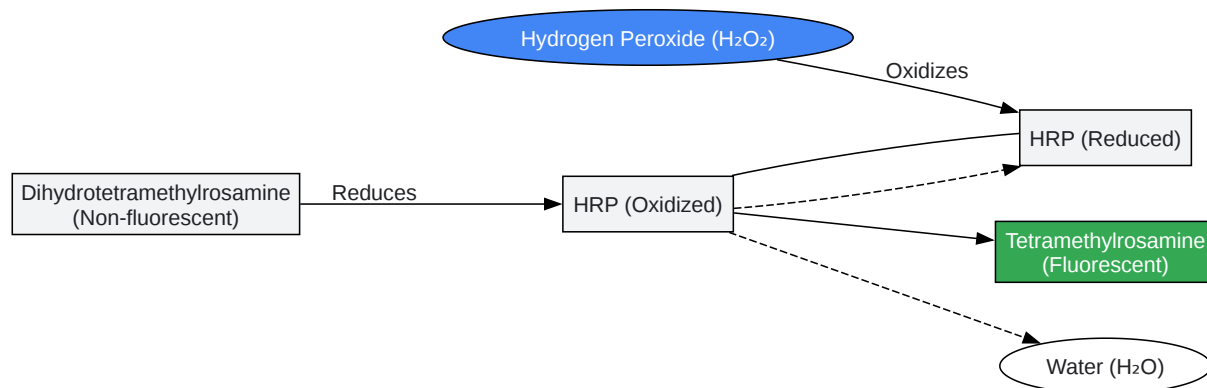 Hydrogen Peroxide (H₂O₂)
Oxidizes
HRP (Reduced)
Dihydrotetramethylrosamine
(Non-fluorescent)
Reduces
HRP (Oxidized)
Tetramethylrosamine
(Fluorescent)
Water (H₂O)